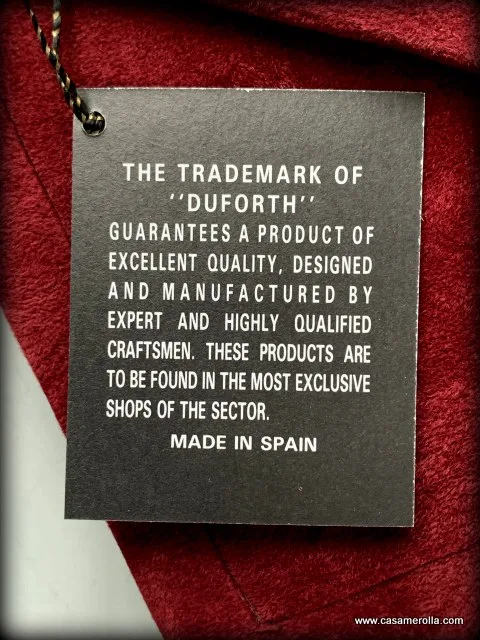 THE TRADEMARK OF
''DUFORTH''
GUARANTEES A PRODUCT OF
EXCELLENT QUALITY, DESIGNED
AND MANUFACTURED BY
EXPERT AND HIGHLY QUALIFIED
CRAFTSMEN. THESE PRODUCTS ARE
TO BE FOUND IN THE MOST EXCLUSIVE
SHOPS OF THE SECTOR.
MADE IN SPAIN
www.casamerolla.com